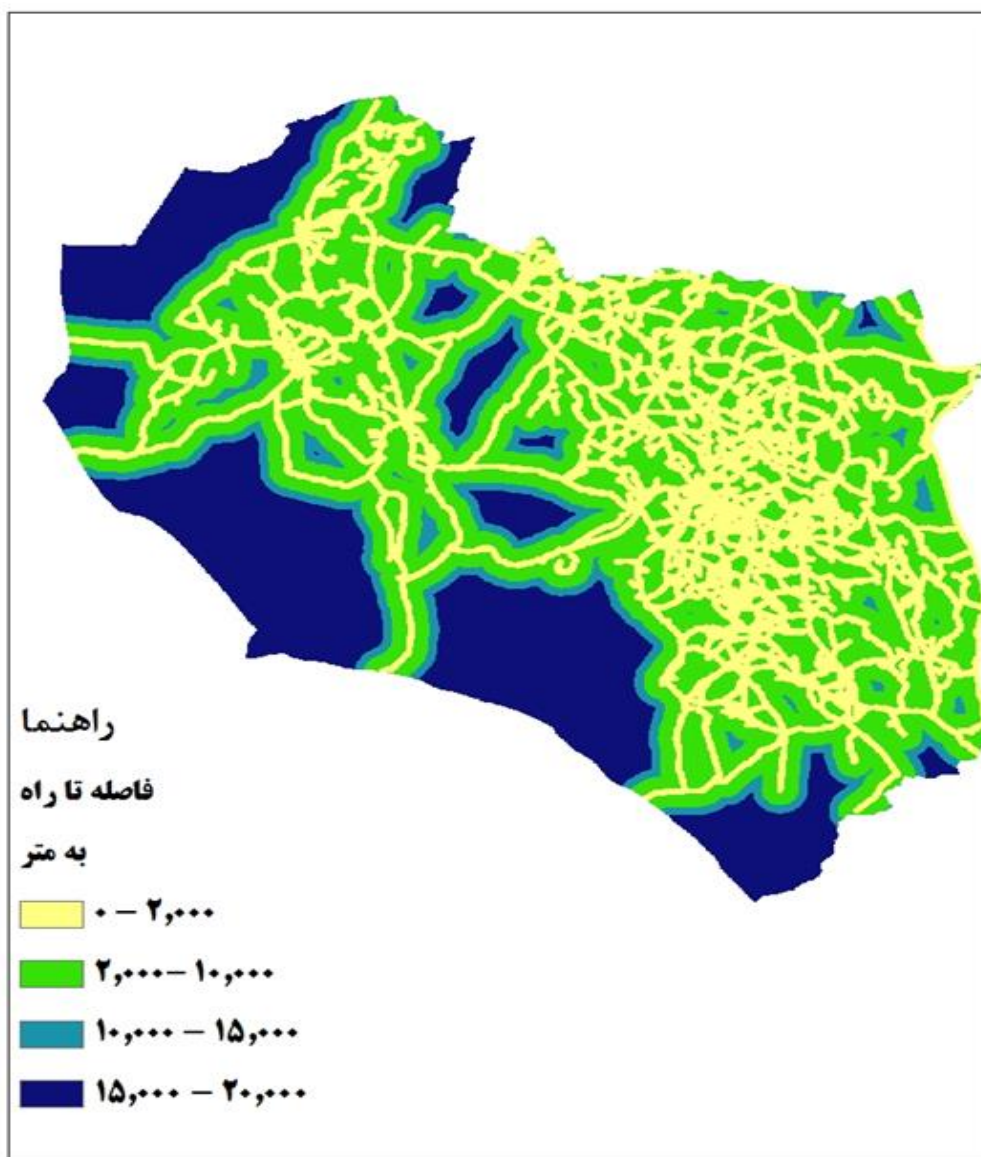 راهنما
فاصله تا راه
به متر
۰ – ۲,۰۰۰
۲,۰۰۰–۱۰,۰۰۰
۱۰,۰۰۰ – ۱۵,۰۰۰
۱۵,۰۰۰ – ۲۰,۰۰۰